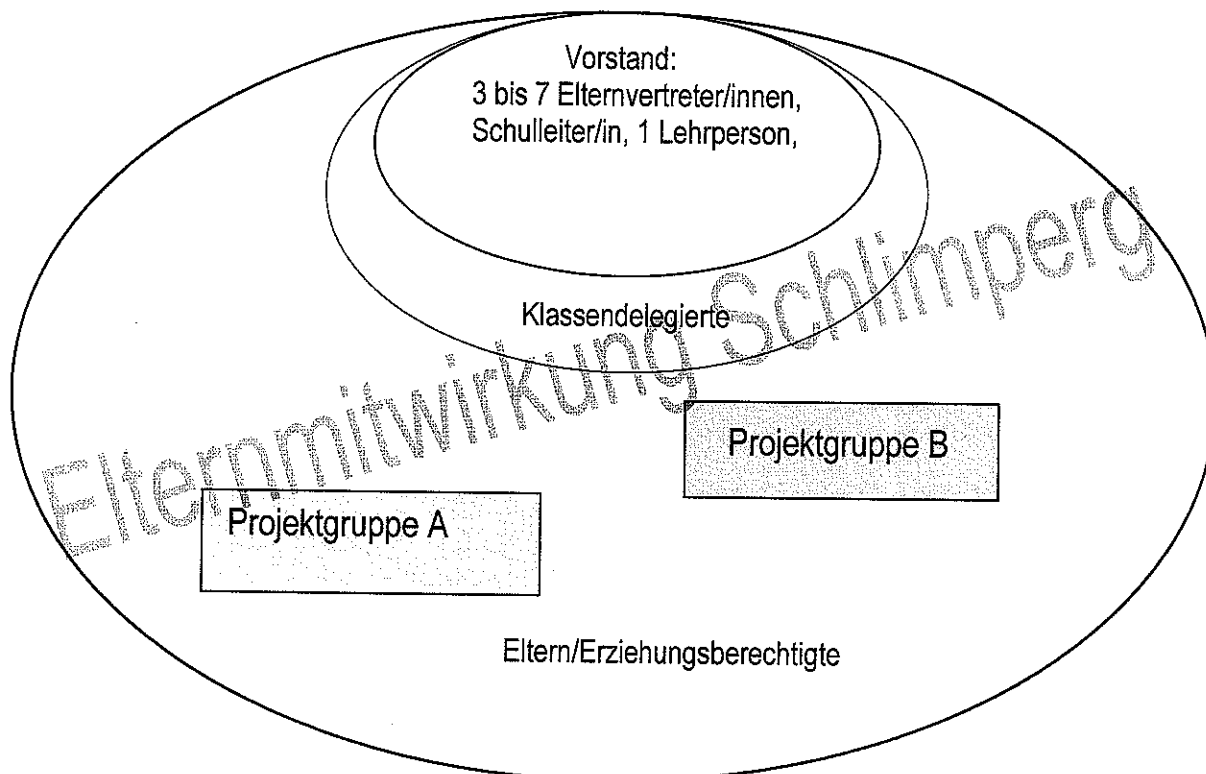 Vorstand:
3 bis 7 Elternvertreter/innen,
Schulleiter/in, 1 Lehrperson,
Klassendelegierte
Elternmitwirkung Schlimperg
Projektgruppe B
Projektgruppe A
Eltern/Erziehungsberechtigte